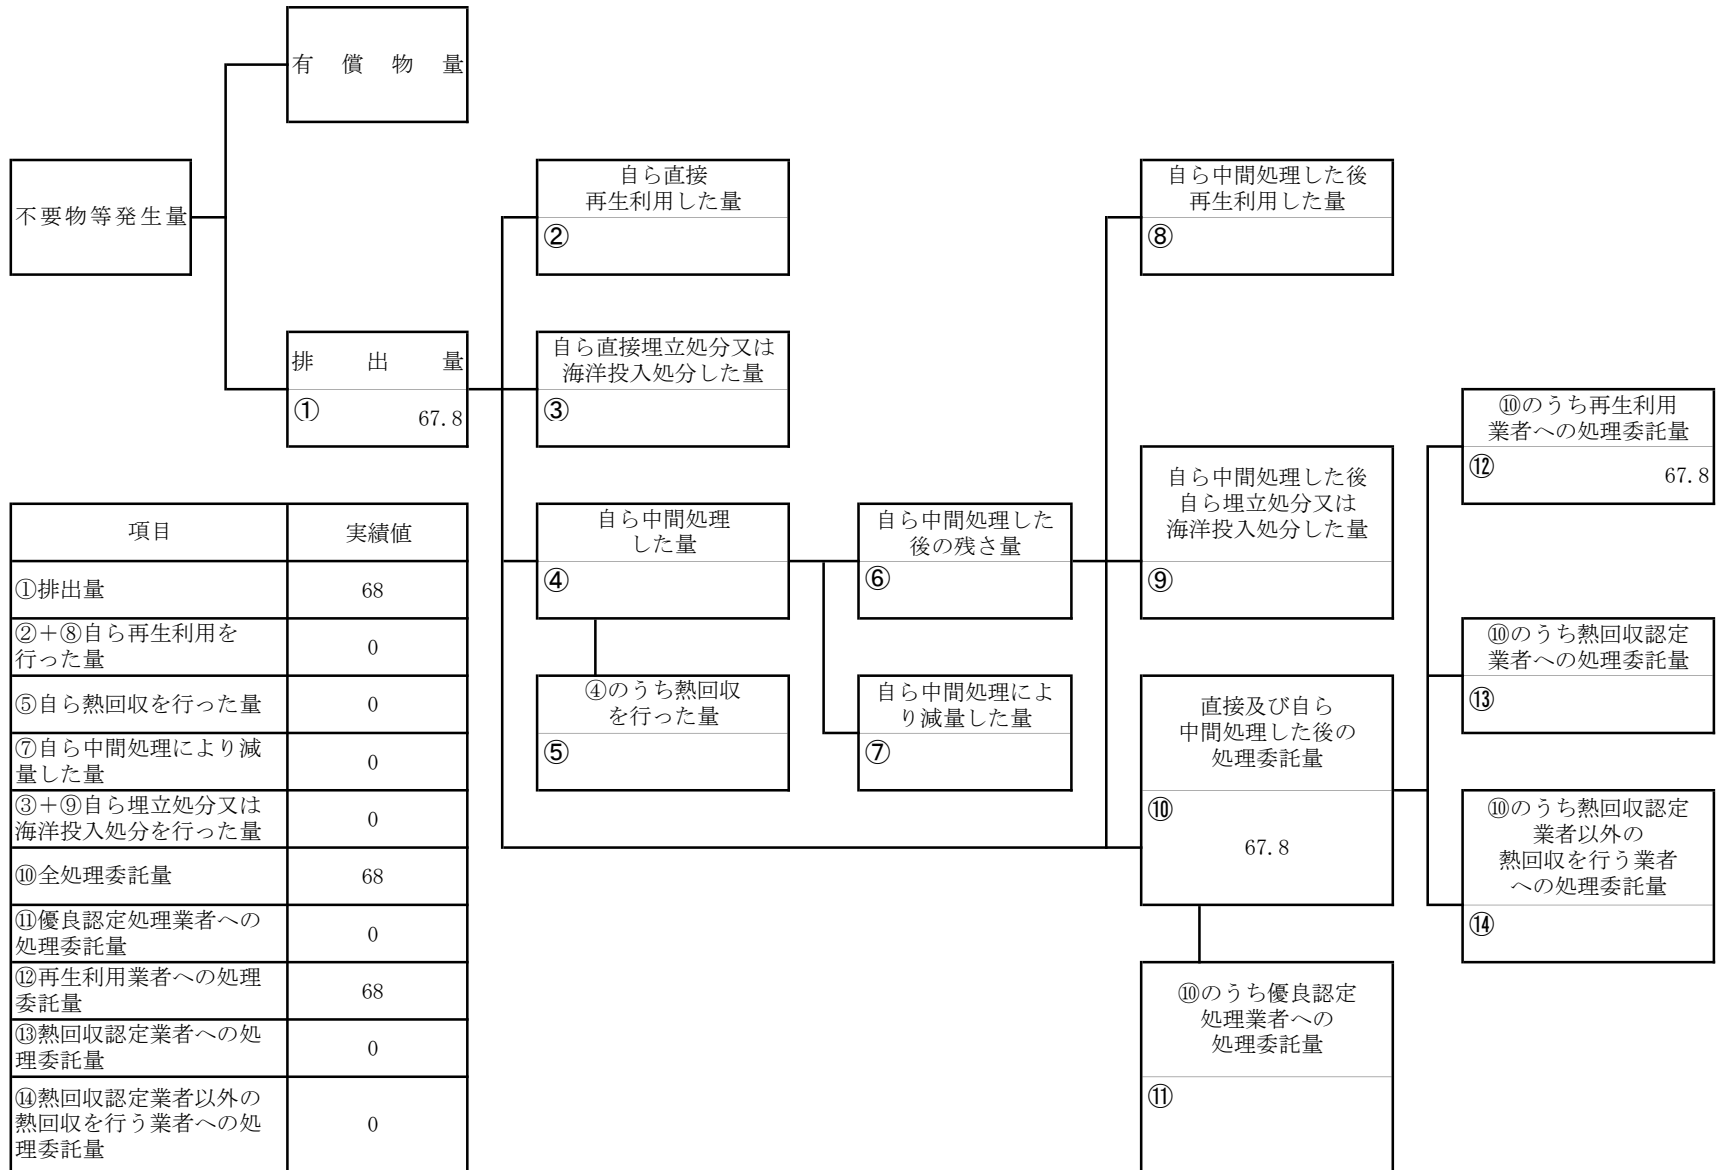 有償物量
不要物等発生量
排出量
①
67.8
自ら直接
再生利用した量
②
自ら直接埋立処分又は
海洋投入処分した量
③
自ら中間処理
した量
④
④のうち熱回収
を行った量
⑤
自ら中間処理した
後の残さ量
⑥
自ら中間処理によ
り減量した量
⑦
自ら中間処理した後
再生利用した量
⑧
自ら中間処理した後
自ら埋立処分又は
海洋投入処分した量
⑨
直接及び自ら
中間処理した後の
処理委託量
⑩
67.8
⑩のうち優良認定
処理業者への
処理委託量
⑪
⑩のうち再生利用
業者への処理委託量
⑫
67.8
⑩のうち熱回収認定
業者への処理委託量
⑬
⑩のうち熱回収認定
業者以外の
熱回収を行う業者
への処理委託量
⑭
項目 実績値
①排出量 68
②＋⑧自ら再生利用を
行った量 0
⑤自ら熱回収を行った量 0
⑦自ら中間処理により減
量した量 0
③＋⑨自ら埋立処分又は
海洋投入処分を行った量 0
⑩全処理委託量 68
⑪優良認定処理業者への
処理委託量 0
⑫再生利用業者への処理
委託量 68
⑬熱回収認定業者への処
理委託量 0
⑭熱回収認定業者以外の
熱回収を行う業者への処
理委託量 0